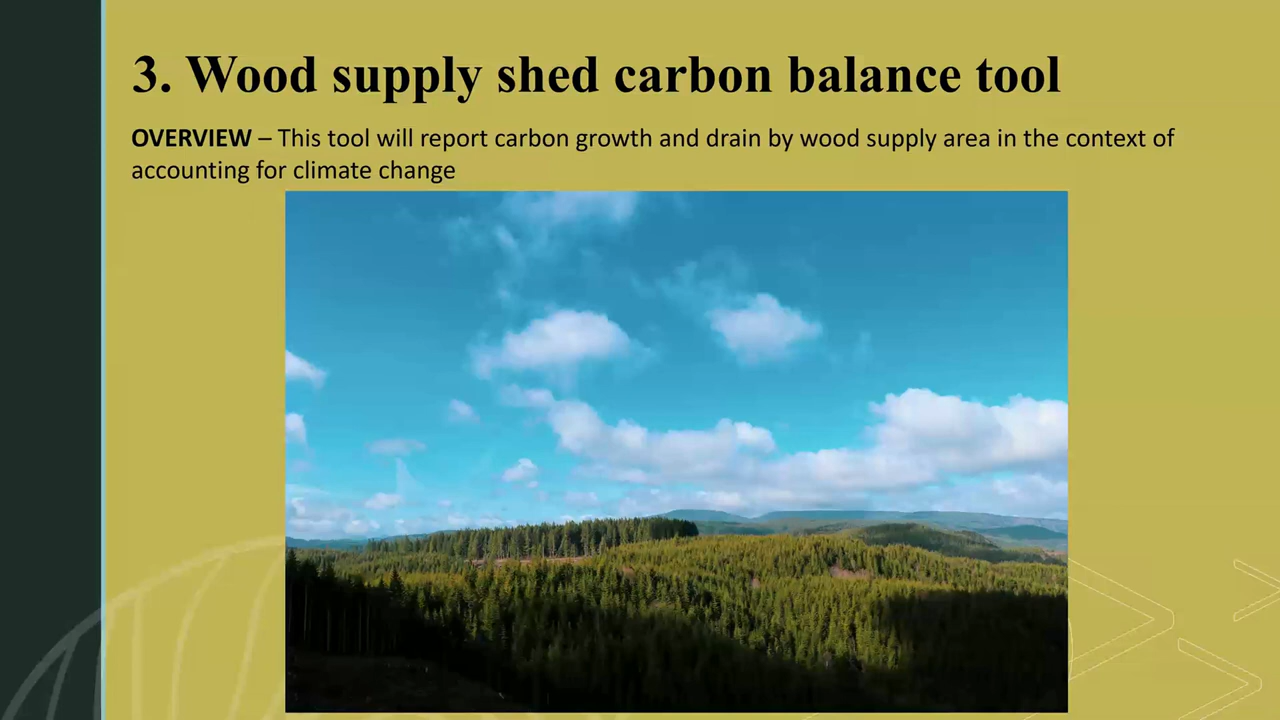 3. Wood supply shed carbon balance tool
OVERVIEW – This tool will report carbon growth and drain by wood supply area in the context of
accounting for climate change